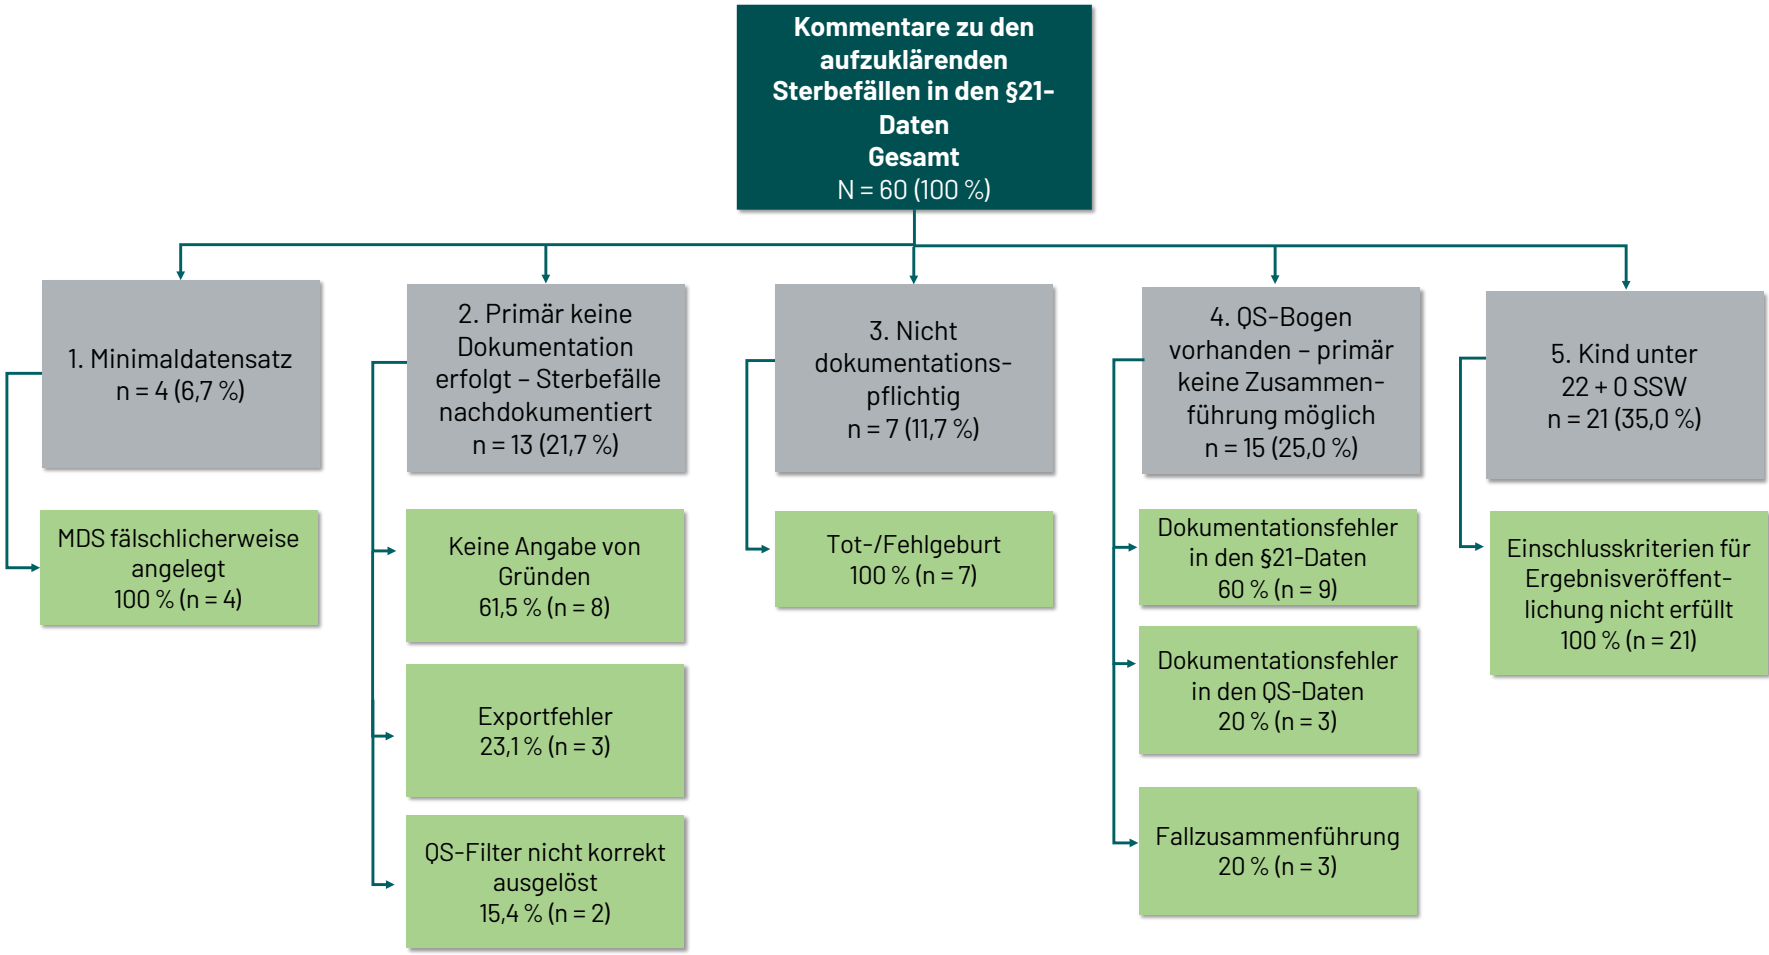 Kommentare zu den
aufzuklärenden
Sterbefällen in den §21-
Daten
Gesamt
N = 60 (100 %)
1. Minimaldatensatz
n = 4 (6,7 %)
MDS fälschlicherweise
angelegt
100 % (n = 4)
2. Primär keine
Dokumentation
erfolgt – Sterbefälle
nachdokumentiert
n = 13 (21,7 %)
Keine Angabe von
Gründen
61,5 % (n = 8)
Exportfehler
23,1 % (n = 3)
QS-Filter nicht korrekt
ausgelöst
15,4 % (n = 2)
3. Nicht
dokumentations-
pflichtig
n = 7 (11,7 %)
Tot-/Fehlgeburt
100 % (n = 7)
4. QS-Bogen
vorhanden – primär
keine Zusammen-
führung möglich
n = 15 (25,0 %)
Dokumentationsfehler
in den §21-Daten
60 % (n = 9)
Dokumentationsfehler
in den QS-Daten
20 % (n = 3)
Fallzusammenführung
20 % (n = 3)
5. Kind unter
22 + 0 SSW
n = 21 (35,0 %)
Einschlusskriterien für
Ergebnisveröffent-
lichung nicht erfüllt
100 % (n = 21)